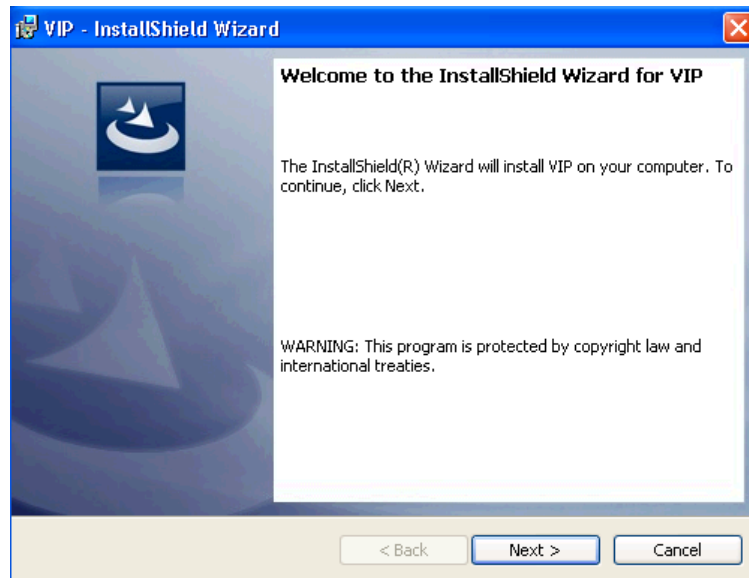 VIP - InstallShield Wizard
Welcome to the InstallShield Wizard for VIP
The InstallShield(R) Wizard will install VIP on your computer. To
continue, click Next.
WARNING: This program is protected by copyright law and
international treaties.
< Back
Next >
Cancel